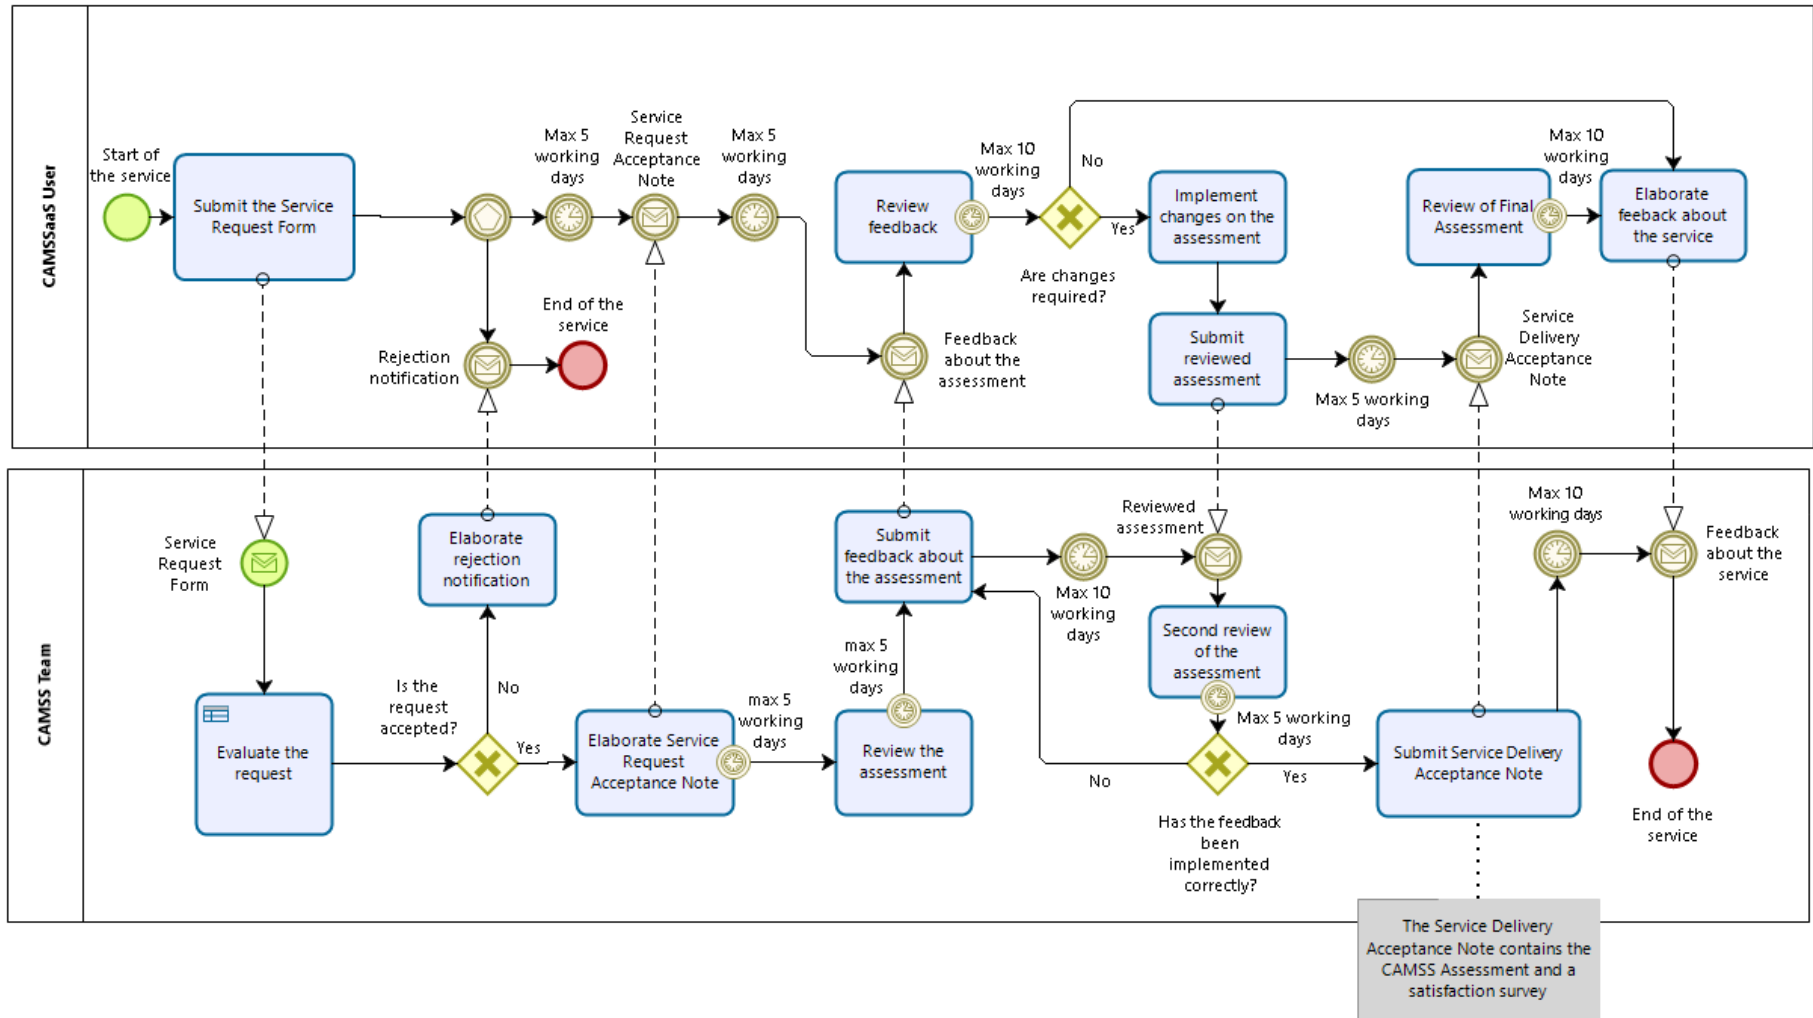 CAMSSaaS User
Start of
the service
Submit the Service
Request Form
Max 5
working
days
Service
Request
Acceptance
Note
Max 5
working
days
Rejection
notification
End of the
service
Review
feedback
Max 10
working
days
Feedback
about the
assessment
No
Yes
Are changes
required?
Implement
changes on the
assessment
Submit
reviewed
assessment
Max 5 working
days
Service
Delivery
Acceptance
Note
Review of Final
Assessment
Max 10
working
days
Elaborate
feeback about
the service
CAMSS Team
Service
Request
Form
Evaluate the
request
Is the
request
accepted?
No
Yes
Elaborate
rejection
notification
Elaborate Service
Request
Acceptance Note
max 5
working
days
Review the
assessment
max 5
working
days
Submit
feedback about
the assessment
Max 10
working
days
Reviewed
assessment
Second review
of the
assessment
Max 5 working
days
No
Yes
Has the feedback
been
implemented
correctly?
Submit Service Delivery
Acceptance Note
Max 10
working days
Feedback
about the
service
End of the
service
The Service Delivery
Acceptance Note contains the
CAMSS Assessment and a
satisfaction survey